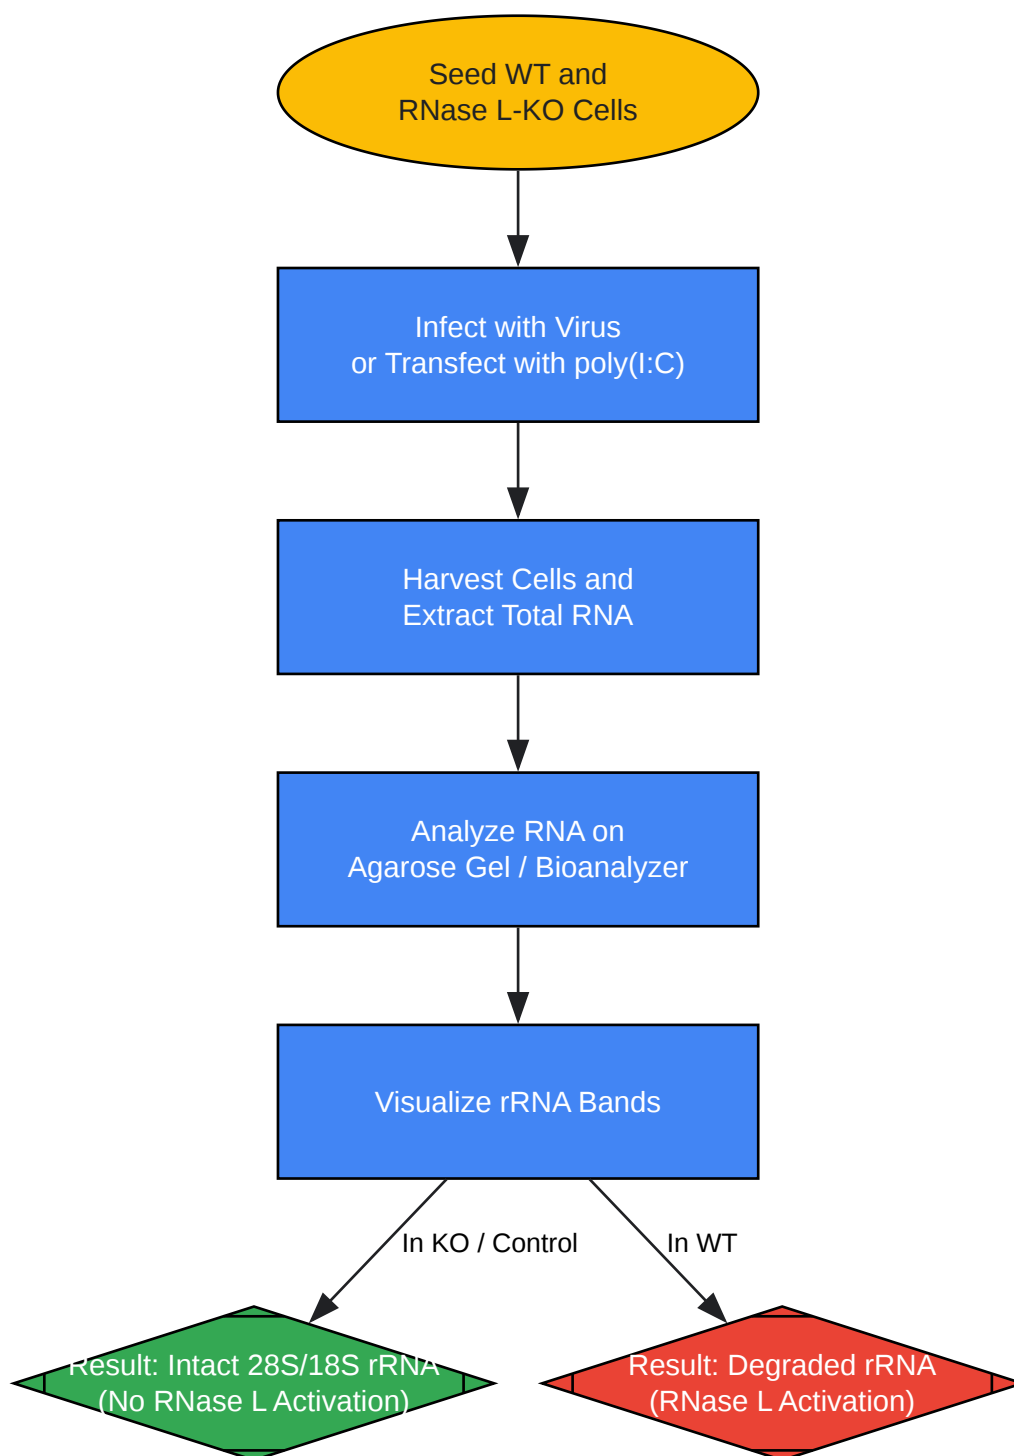 Seed WT and
RNase L-KO Cells
Infect with Virus
or Transfect with poly(I:C)
Harvest Cells and
Extract Total RNA
Analyze RNA on
Agarose Gel / Bioanalyzer
Visualize rRNA Bands
In KO / Control
In WT
Result: Intact 28S/18S rRNA
(No RNase L Activation)
Result: Degraded rRNA
(RNase L Activation)